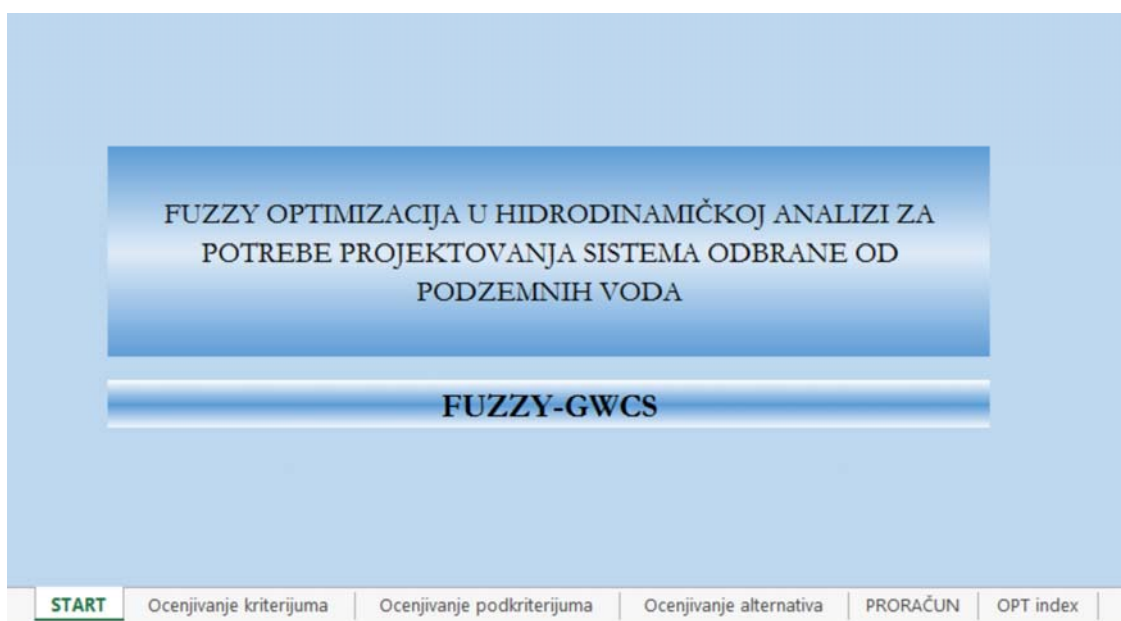 FUZZY OPTIMIZACIJA U HIDRODINAMIČKOJ ANALIZI ZA
POTREBE PROJEKTOVANJA SISTEMA ODBRANE OD
PODZEMNIH VODA
FUZZY-GWCS
START Ocenjivanje kriterijuma Ocenjivanje podkriterijuma Ocenjivanje alternativa PRORAČUN OPT index